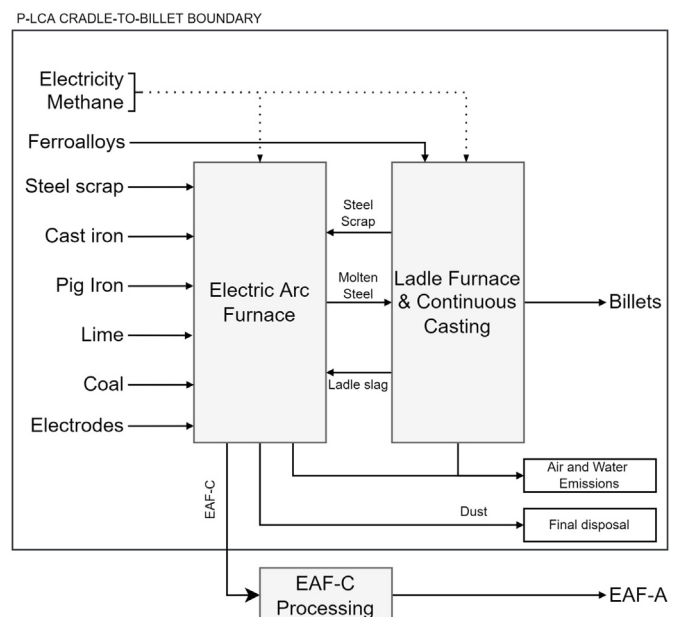 P-LCA CRADLE-TO-BILLET BOUNDARY
Electricity
Methane
Ferroalloys
Steel scrap
Cast iron
Pig Iron
Lime
Coal
Electrodes
Electric Arc
Furnace
Steel
Scrap
Molten
Steel
Ladle slag
Ladle Furnace
& Continuous
Casting
Billets
EAF-C
Air and Water
Emissions
Dust
Final disposal
EAF-C
Processing
EAF-A